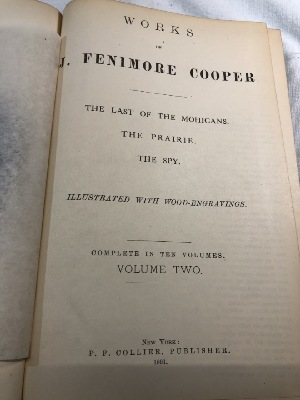 WORKS
OF
J. FENIMORE COOPER
THE LAST OF THE MOHICANS.
THE PRAIRIE.
THE SPY.
ILLUSTRATED WITH WOOD-ENGRAVINGS.
COMPLETE IN TEN VOLUMES.
VOLUME TWO.
NEW YORK:
P. F. COLLIER, PUBLISHER.
1891.